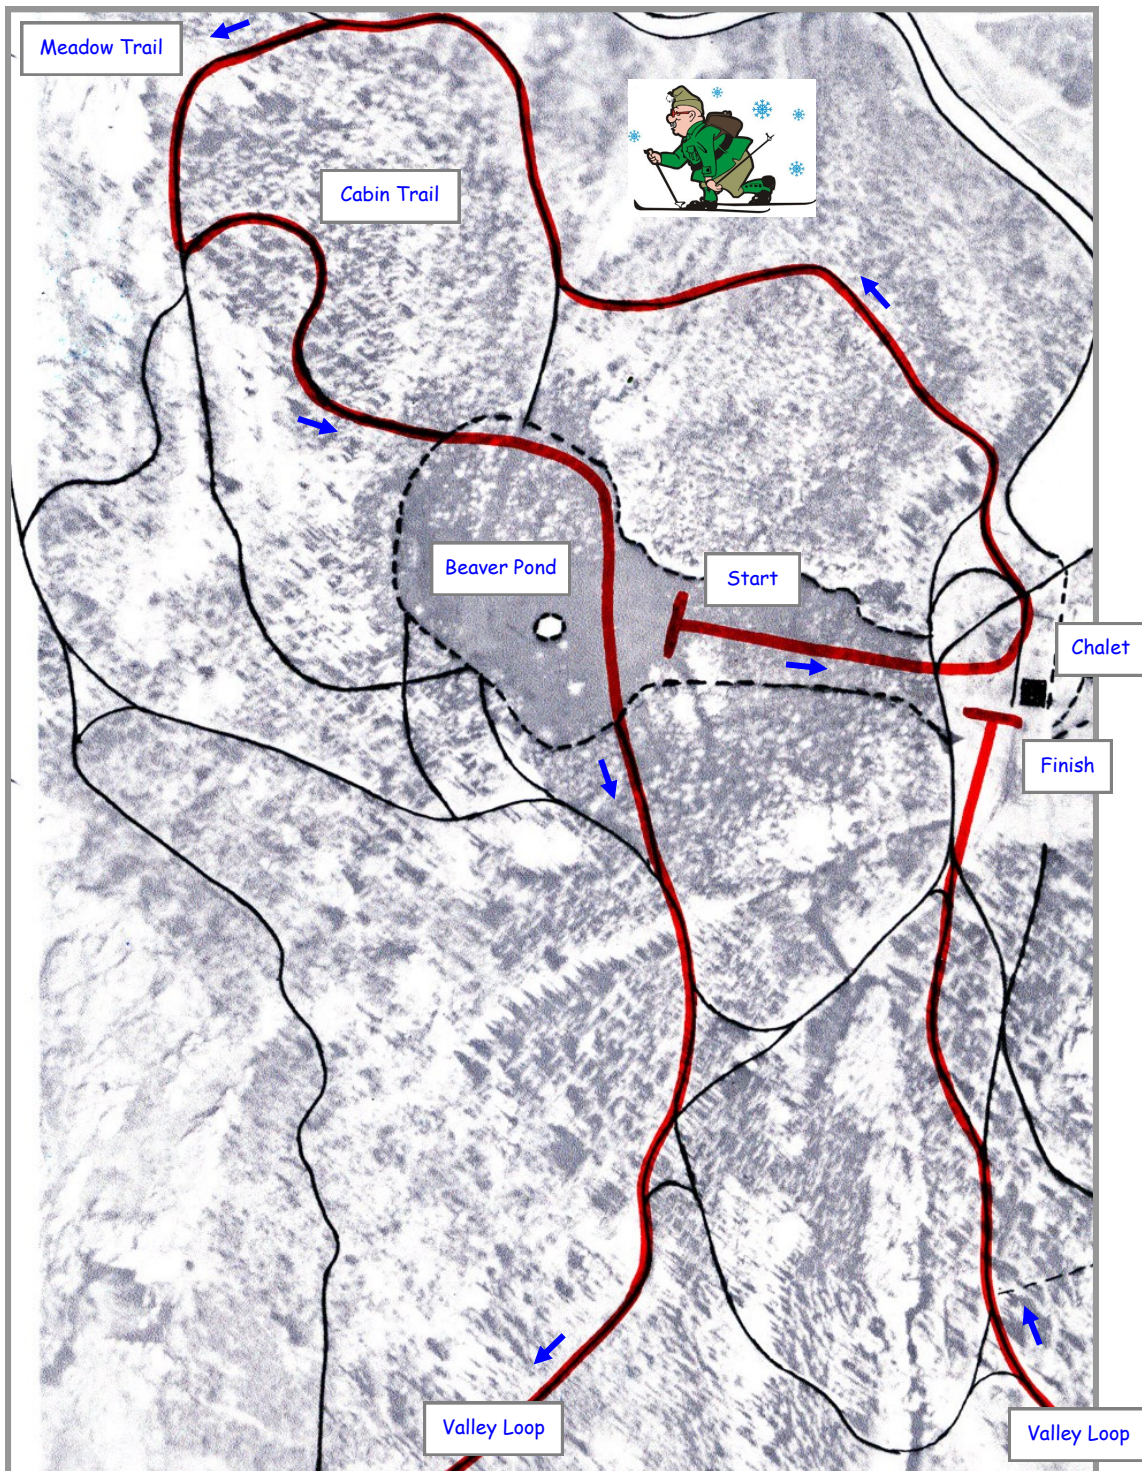 Meadow Trail
Cabin Trail
Beaver Pond
Start
Chalet
Finish
Valley Loop
Valley Loop